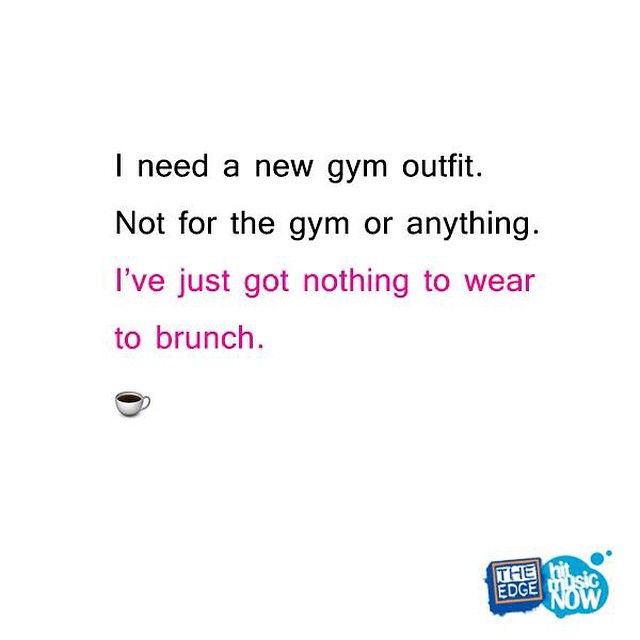 I need a new gym outfit.
Not for the gym or anything.
I’ve just got nothing to wear
to brunch.
THE
EDGE
hit
music
NOW